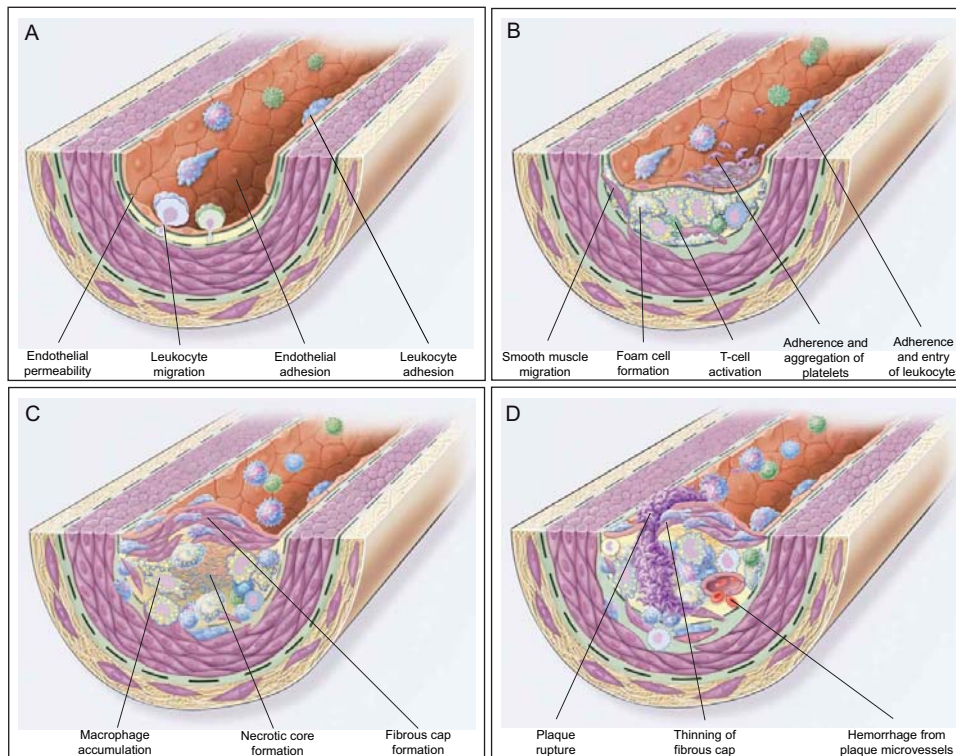 A
Endothelial
permeability
Leukocyte
migration
Endothelial
adhesion
Leukocyte
adhesion
B
Smooth muscle
migration
Foam cell
formation
T-cell
activation
Adherence and
aggregation of
platelets
Adherence
and entry
of leukocytes
C
Macrophage
accumulation
Necrotic core
formation
Fibrous cap
formation
D
Plaque
rupture
Thinning of
fibrous cap
Hemorrhage from
plaque microvessels